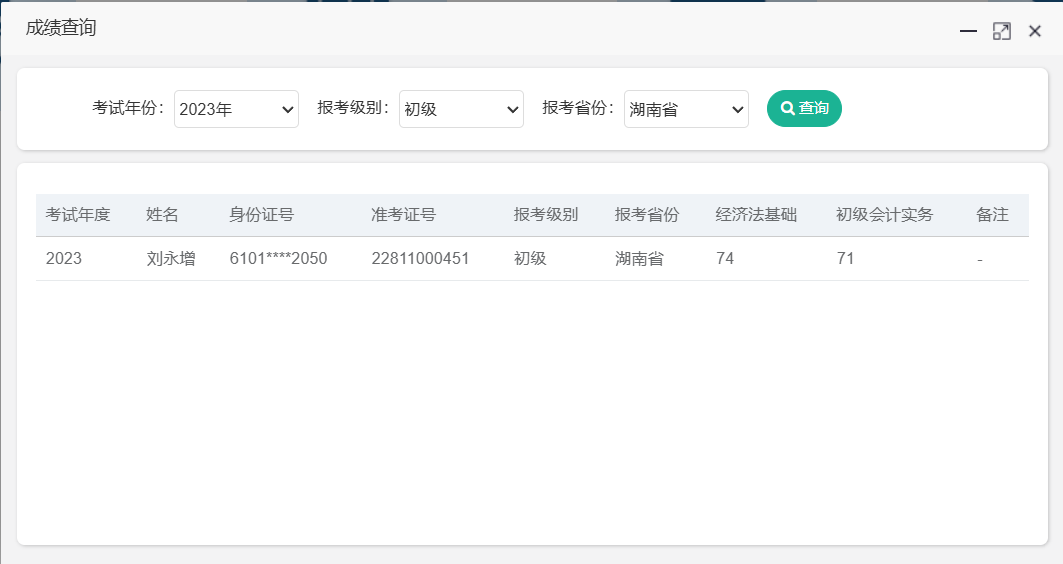 成绩查询
考试年份： 2023年 报考级别： 初级 报考省份： 湖南省 查询
考试年度 姓名 身份证号 准考证号 报考级别 报考省份 经济法基础 初级会计实务 备注
2023 刘永增 6101****2050 22811000451 初级 湖南省 74 71 -